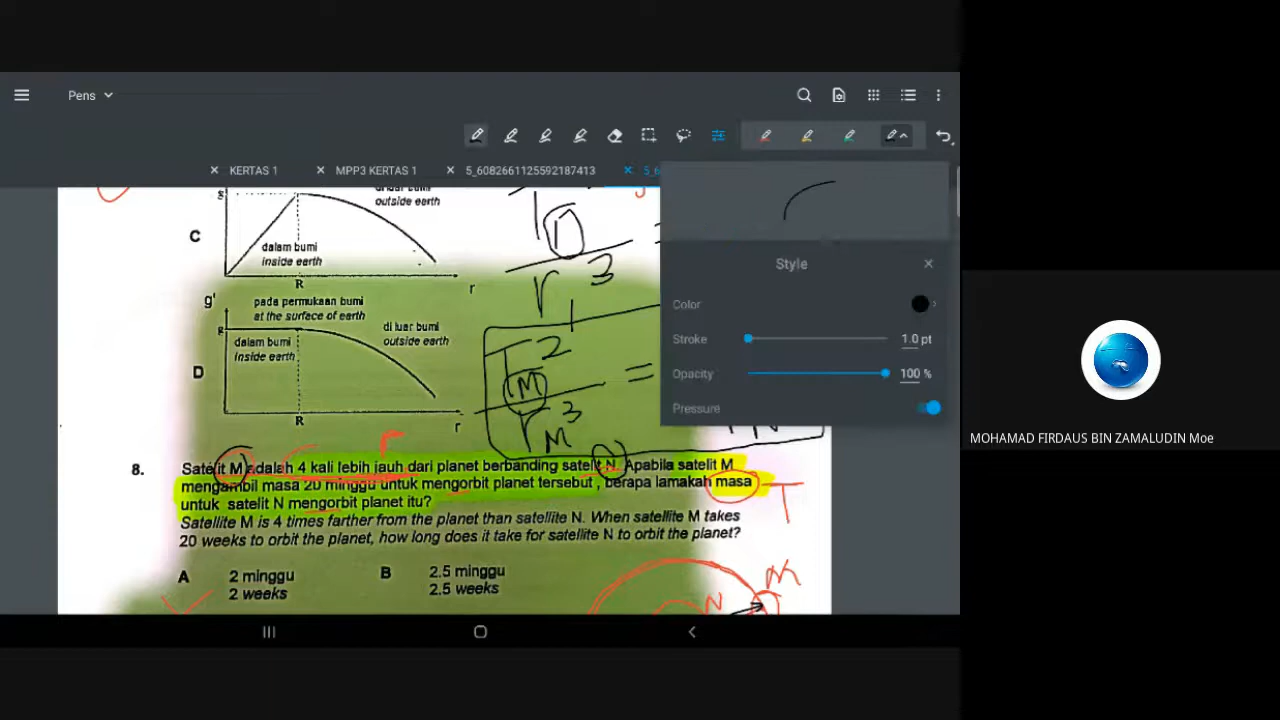 Pens
KERTAS 1
MPP3 KERTAS 1
5_6082661125592187413
5_6
outside earth
C
dalam bumi
inside earth
R
r
g'
pada permukaan bumi
at the surface of earth
g
dalam bumi
inside earth
di luar bumi
outside earth
D
R
r
T
r 3
T 2
M
r M 3
=
Style
Color
Stroke
1.0 pt
Opacity
100 %
Pressure
r
8. Satelit M adalah 4 kali lebih jauh dari planet berbanding satelit N. Apabila satelit M
mengambil masa 20 minggu untuk mengorbit planet tersebut , berapa lamakah masa
untuk satelit N mengorbit planet itu?
T
Satellite M is 4 times farther from the planet than satellite N. When satellite M takes
20 weeks to orbit the planet, how long does it take for satellite N to orbit the planet?
A 2 minggu
2 weeks
B 2.5 minggu
2.5 weeks
M
N
MOHAMAD FIRDAUS BIN ZAMALUDIN Moe